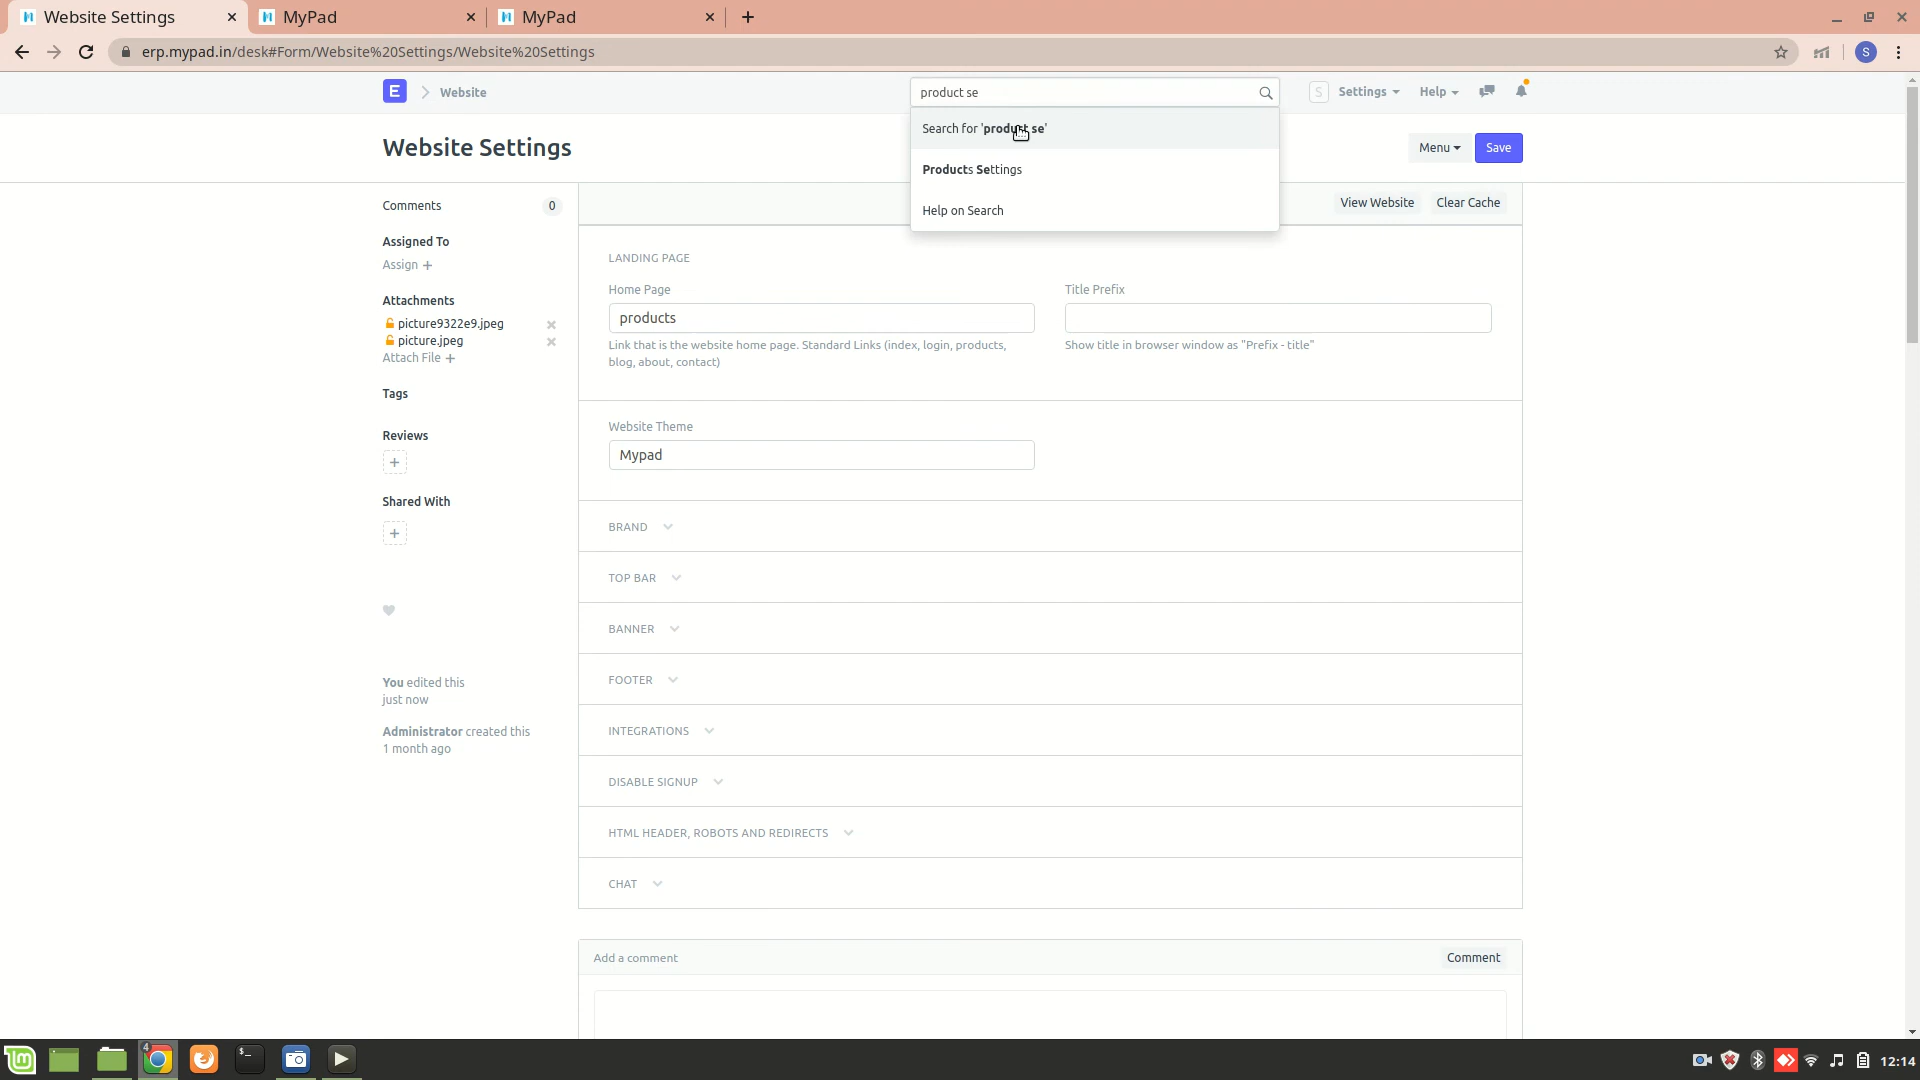 Website Settings
MyPad
MyPad
erp.mypad.in/desk#Form/Website%20Settings/Website%20Settings
S
E
Website
product se
S
Settings
Help
Search for 'product se'
Products Settings
Help on Search
Website Settings
Menu
Save
Comments
0
Assigned To
Assign +
Attachments
picture9322e9.jpeg
picture.jpeg
Attach File +
Tags
Reviews
+
Shared With
+
You edited this
just now
Administrator created this
1 month ago
View Website
Clear Cache
LANDING PAGE
Home Page
products
Link that is the website home page. Standard Links (index, login, products,
blog, about, contact)
Title Prefix
Show title in browser window as "Prefix - title"
Website Theme
Mypad
BRAND
TOP BAR
BANNER
FOOTER
INTEGRATIONS
DISABLE SIGNUP
HTML HEADER, ROBOTS AND REDIRECTS
CHAT
Add a comment
Comment
4
12:14